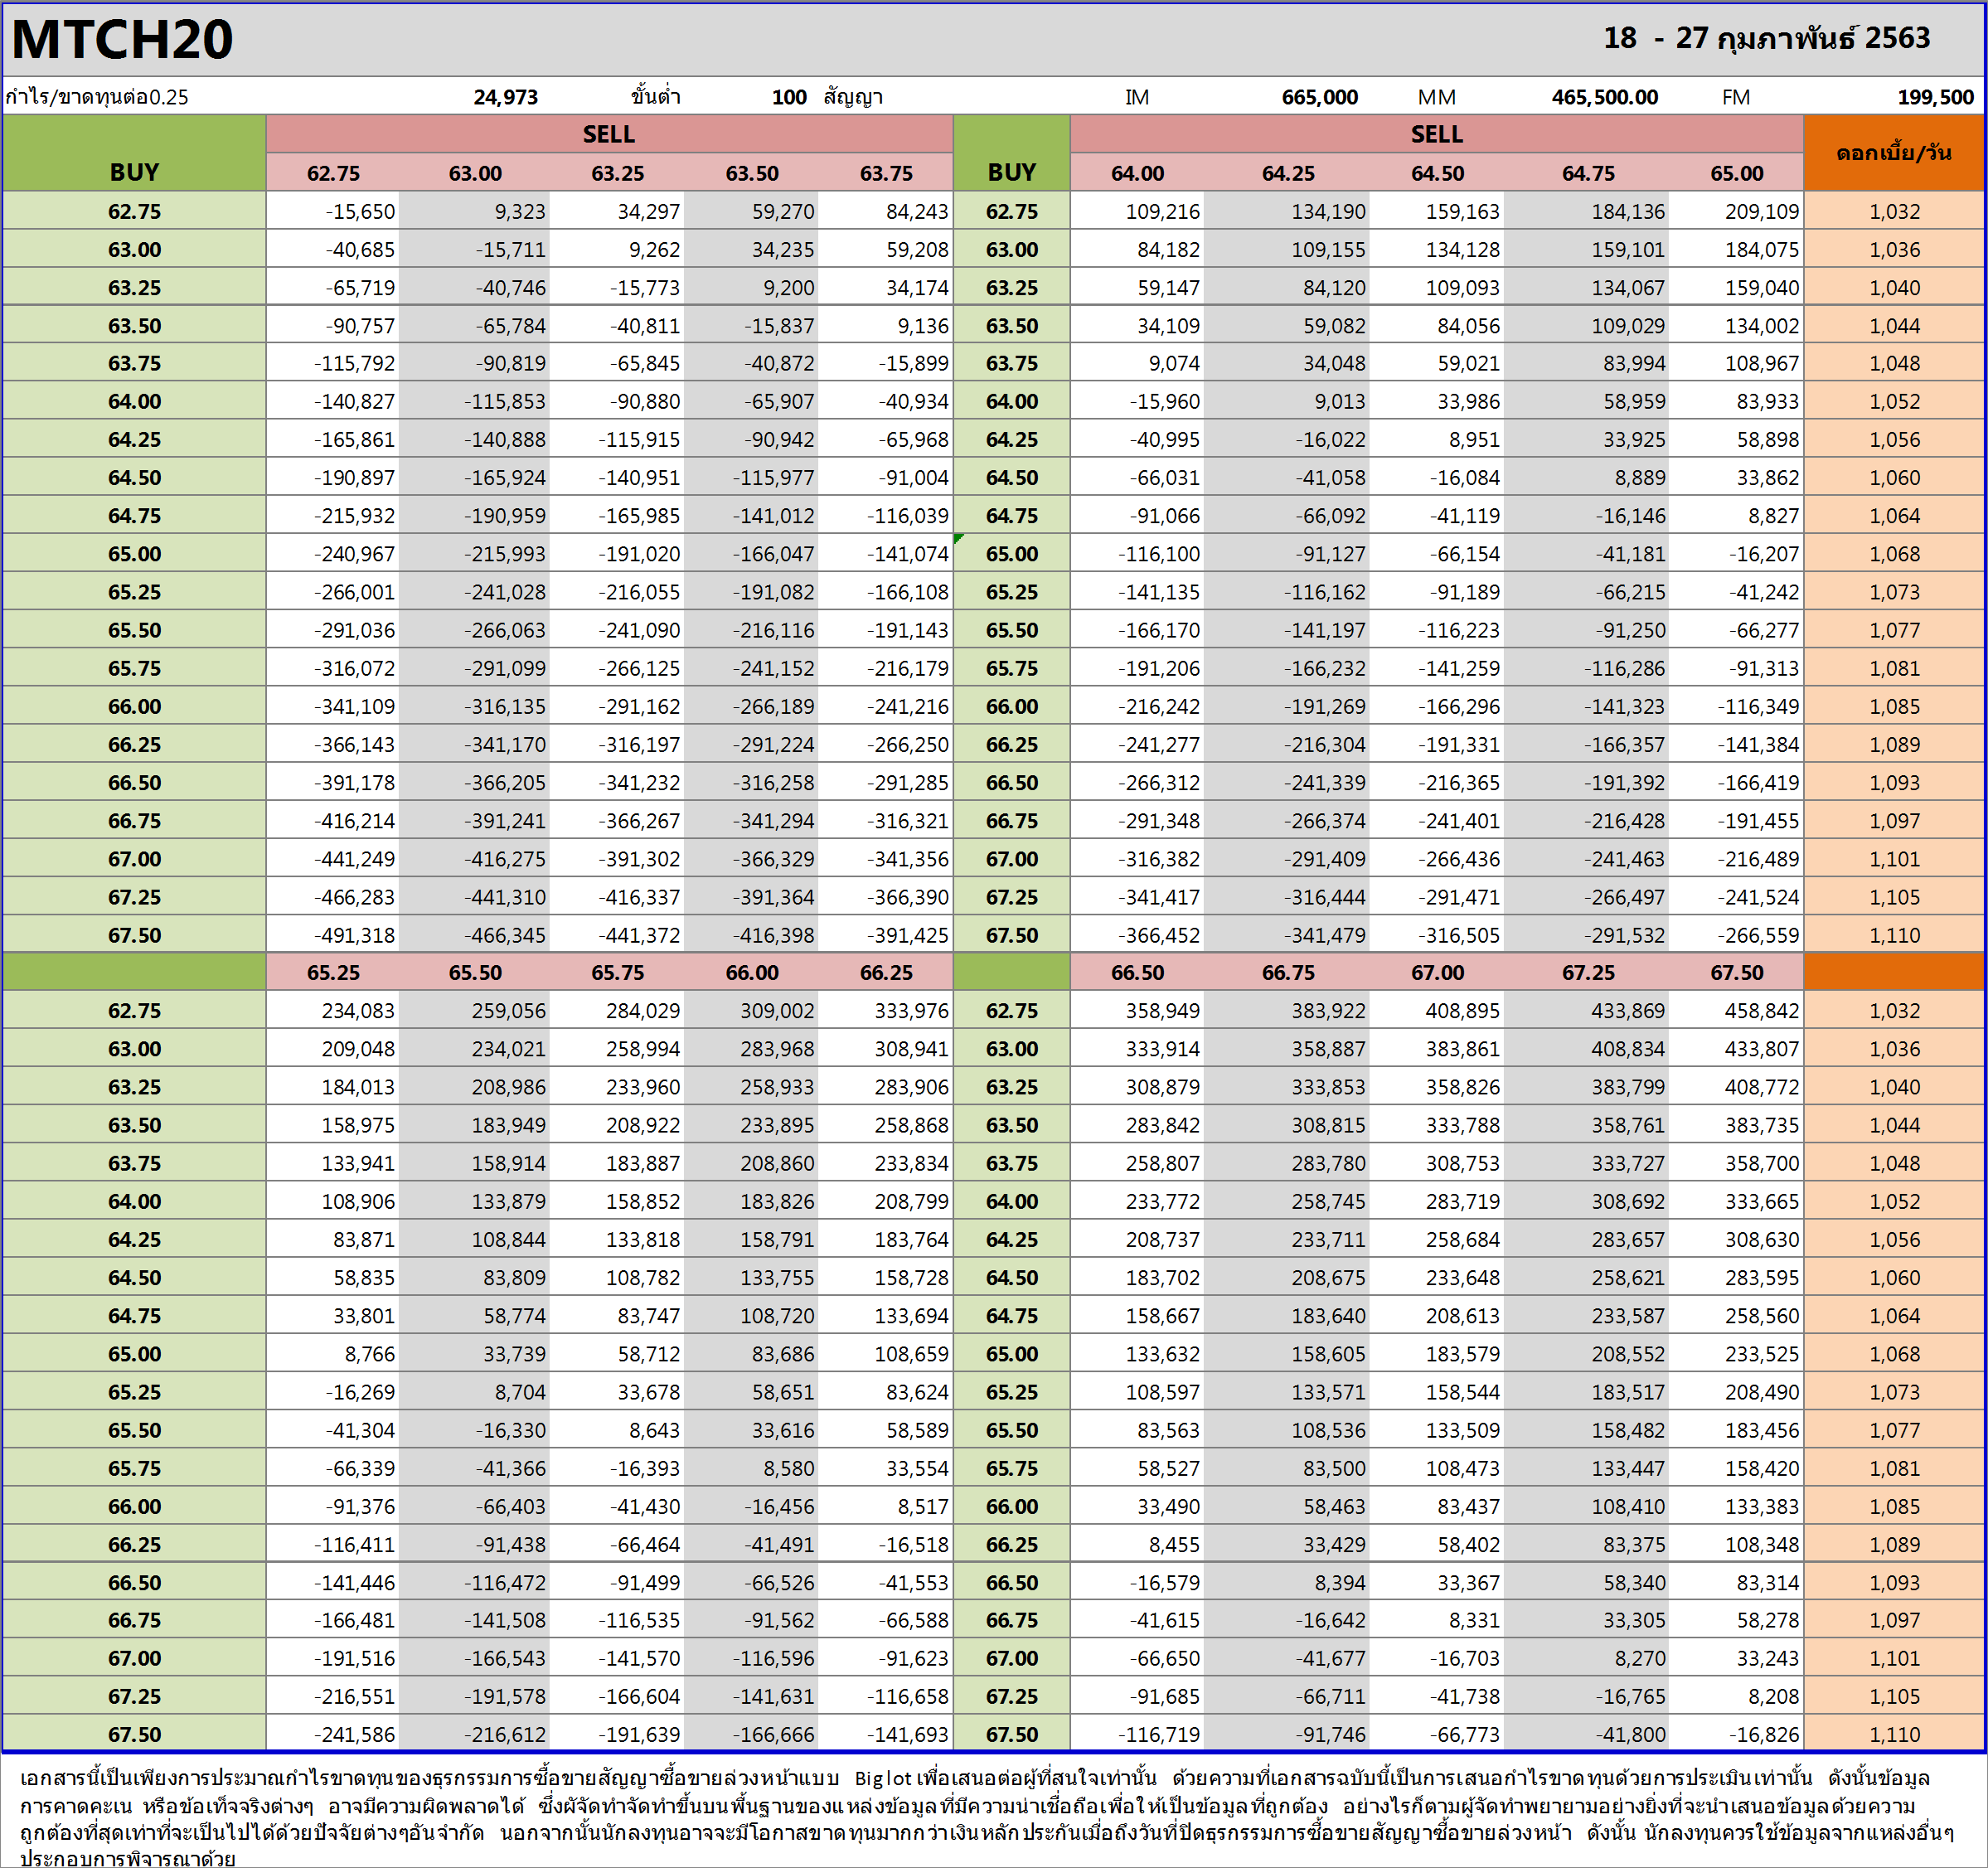 MTCH20 18 - 27 กุมภาพันธ์ 2563
กำไร/ขาดทุนต่อ0.25 24,973 ขั้นต่ำ 100 สัญญา IM 665,000 MM 465,500.00 FM 199,500
SELL SELL
BUY 62.75 63.00 63.25 63.50 63.75 BUY 64.00 64.25 64.50 64.75 65.00 ดอกเบี้ย/วัน
62.75 -15,650 9,323 34,297 59,270 84,243 62.75 109,216 134,190 159,163 184,136 209,109 1,032
63.00 -40,685 -15,711 9,262 34,235 59,208 63.00 84,182 109,155 134,128 159,101 184,075 1,036
63.25 -65,719 -40,746 -15,773 9,200 34,174 63.25 59,147 84,120 109,093 134,067 159,040 1,040
63.50 -90,757 -65,784 -40,811 -15,837 9,136 63.50 34,109 59,082 84,056 109,029 134,002 1,044
63.75 -115,792 -90,819 -65,845 -40,872 -15,899 63.75 9,074 34,048 59,021 83,994 108,967 1,048
64.00 -140,827 -115,853 -90,880 -65,907 -40,934 64.00 -15,960 9,013 33,986 58,959 83,933 1,052
64.25 -165,861 -140,888 -115,915 -90,942 -65,968 64.25 -40,995 -16,022 8,951 33,925 58,898 1,056
64.50 -190,897 -165,924 -140,951 -115,977 -91,004 64.50 -66,031 -41,058 -16,084 8,889 33,862 1,060
64.75 -215,932 -190,959 -165,985 -141,012 -116,039 64.75 -91,066 -66,092 -41,119 -16,146 8,827 1,064
65.00 -240,967 -215,993 -191,020 -166,047 -141,074 65.00 -116,100 -91,127 -66,154 -41,181 -16,207 1,068
65.25 -266,001 -241,028 -216,055 -191,082 -166,108 65.25 -141,135 -116,162 -91,189 -66,215 -41,242 1,073
65.50 -291,036 -266,063 -241,090 -216,116 -191,143 65.50 -166,170 -141,197 -116,223 -91,250 -66,277 1,077
65.75 -316,072 -291,099 -266,125 -241,152 -216,179 65.75 -191,206 -166,232 -141,259 -116,286 -91,313 1,081
66.00 -341,109 -316,135 -291,162 -266,189 -241,216 66.00 -216,242 -191,269 -166,296 -141,323 -116,349 1,085
66.25 -366,143 -341,170 -316,197 -291,224 -266,250 66.25 -241,277 -216,304 -191,331 -166,357 -141,384 1,089
66.50 -391,178 -366,205 -341,232 -316,258 -291,285 66.50 -266,312 -241,339 -216,365 -191,392 -166,419 1,093
66.75 -416,214 -391,241 -366,267 -341,294 -316,321 66.75 -291,348 -266,374 -241,401 -216,428 -191,455 1,097
67.00 -441,249 -416,275 -391,302 -366,329 -341,356 67.00 -316,382 -291,409 -266,436 -241,463 -216,489 1,101
67.25 -466,283 -441,310 -416,337 -391,364 -366,390 67.25 -341,417 -316,444 -291,471 -266,497 -241,524 1,105
67.50 -491,318 -466,345 -441,372 -416,398 -391,425 67.50 -366,452 -341,479 -316,505 -291,532 -266,559 1,110
65.25 65.50 65.75 66.00 66.25 66.50 66.75 67.00 67.25 67.50
62.75 234,083 259,056 284,029 309,002 333,976 62.75 358,949 383,922 408,895 433,869 458,842 1,032
63.00 209,048 234,021 258,994 283,968 308,941 63.00 333,914 358,887 383,861 408,834 433,807 1,036
63.25 184,013 208,986 233,960 258,933 283,906 63.25 308,879 333,853 358,826 383,799 408,772 1,040
63.50 158,975 183,949 208,922 233,895 258,868 63.50 283,842 308,815 333,788 358,761 383,735 1,044
63.75 133,941 158,914 183,887 208,860 233,834 63.75 258,807 283,780 308,753 333,727 358,700 1,048
64.00 108,906 133,879 158,852 183,826 208,799 64.00 233,772 258,745 283,719 308,692 333,665 1,052
64.25 83,871 108,844 133,818 158,791 183,764 64.25 208,737 233,711 258,684 283,657 308,630 1,056
64.50 58,835 83,809 108,782 133,755 158,728 64.50 183,702 208,675 233,648 258,621 283,595 1,060
64.75 33,801 58,774 83,747 108,720 133,694 64.75 158,667 183,640 208,613 233,587 258,560 1,064
65.00 8,766 33,739 58,712 83,686 108,659 65.00 133,632 158,605 183,579 208,552 233,525 1,068
65.25 -16,269 8,704 33,678 58,651 83,624 65.25 108,597 133,571 158,544 183,517 208,490 1,073
65.50 -41,304 -16,330 8,643 33,616 58,589 65.50 83,563 108,536 133,509 158,482 183,456 1,077
65.75 -66,339 -41,366 -16,393 8,580 33,554 65.75 58,527 83,500 108,473 133,447 158,420 1,081
66.00 -91,376 -66,403 -41,430 -16,456 8,517 66.00 33,490 58,463 83,437 108,410 133,383 1,085
66.25 -116,411 -91,438 -66,464 -41,491 -16,518 66.25 8,455 33,429 58,402 83,375 108,348 1,089
66.50 -141,446 -116,472 -91,499 -66,526 -41,553 66.50 -16,579 8,394 33,367 58,340 83,314 1,093
66.75 -166,481 -141,508 -116,535 -91,562 -66,588 66.75 -41,615 -16,642 8,331 33,305 58,278 1,097
67.00 -191,516 -166,543 -141,570 -116,596 -91,623 67.00 -66,650 -41,677 -16,703 8,270 33,243 1,101
67.25 -216,551 -191,578 -166,604 -141,631 -116,658 67.25 -91,685 -66,711 -41,738 -16,765 8,208 1,105
67.50 -241,586 -216,612 -191,639 -166,666 -141,693 67.50 -116,719 -91,746 -66,773 -41,800 -16,826 1,110
เอกสารนี้เป็นเพียงการประมาณกำไรขาดทุนของธุรกรรมการซื้อขายสัญญาซื้อขายล่วงหน้าแบบ Biglot เพื่อเสนอต่อผู้ที่สนใจเท่านั้น ด้วยความที่เอกสารฉบับนี้เป็นการเสนอกำไรขาดทุนด้วยการประเมินเท่านั้น ดังนั้นข้อมูล
การคาดคะเน หรือข้อเท็จจริงต่างๆ อาจมีความผิดพลาดได้ ซึ่งผัจัดทำจัดทำขึ้นบนพื้นฐานของแหล่งข้อมูลที่มีความน่าเชื่อถือเพื่อให้เป็นข้อมูลที่ถูกต้อง อย่างไรก็ตามผู้จัดทำพยายามอย่างยิ่งที่จะนำเสนอข้อมูลด้วยความ
ถูกต้องที่สุดเท่าที่จะเป็นไปได้ด้วยปัจจัยต่างๆอันจำกัด นอกจากนั้นนักลงทุนอาจจะมีโอกาสขาดทุนมากกว่าเงินหลักประกันเมื่อถึงวันที่ปิดธุรกรรมการซื้อขายสัญญาซื้อขายล่วงหน้า ดังนั้น นักลงทุนควรใช้ข้อมูลจากแหล่งอื่นๆ
ประกอบการพิจารณาด้วย